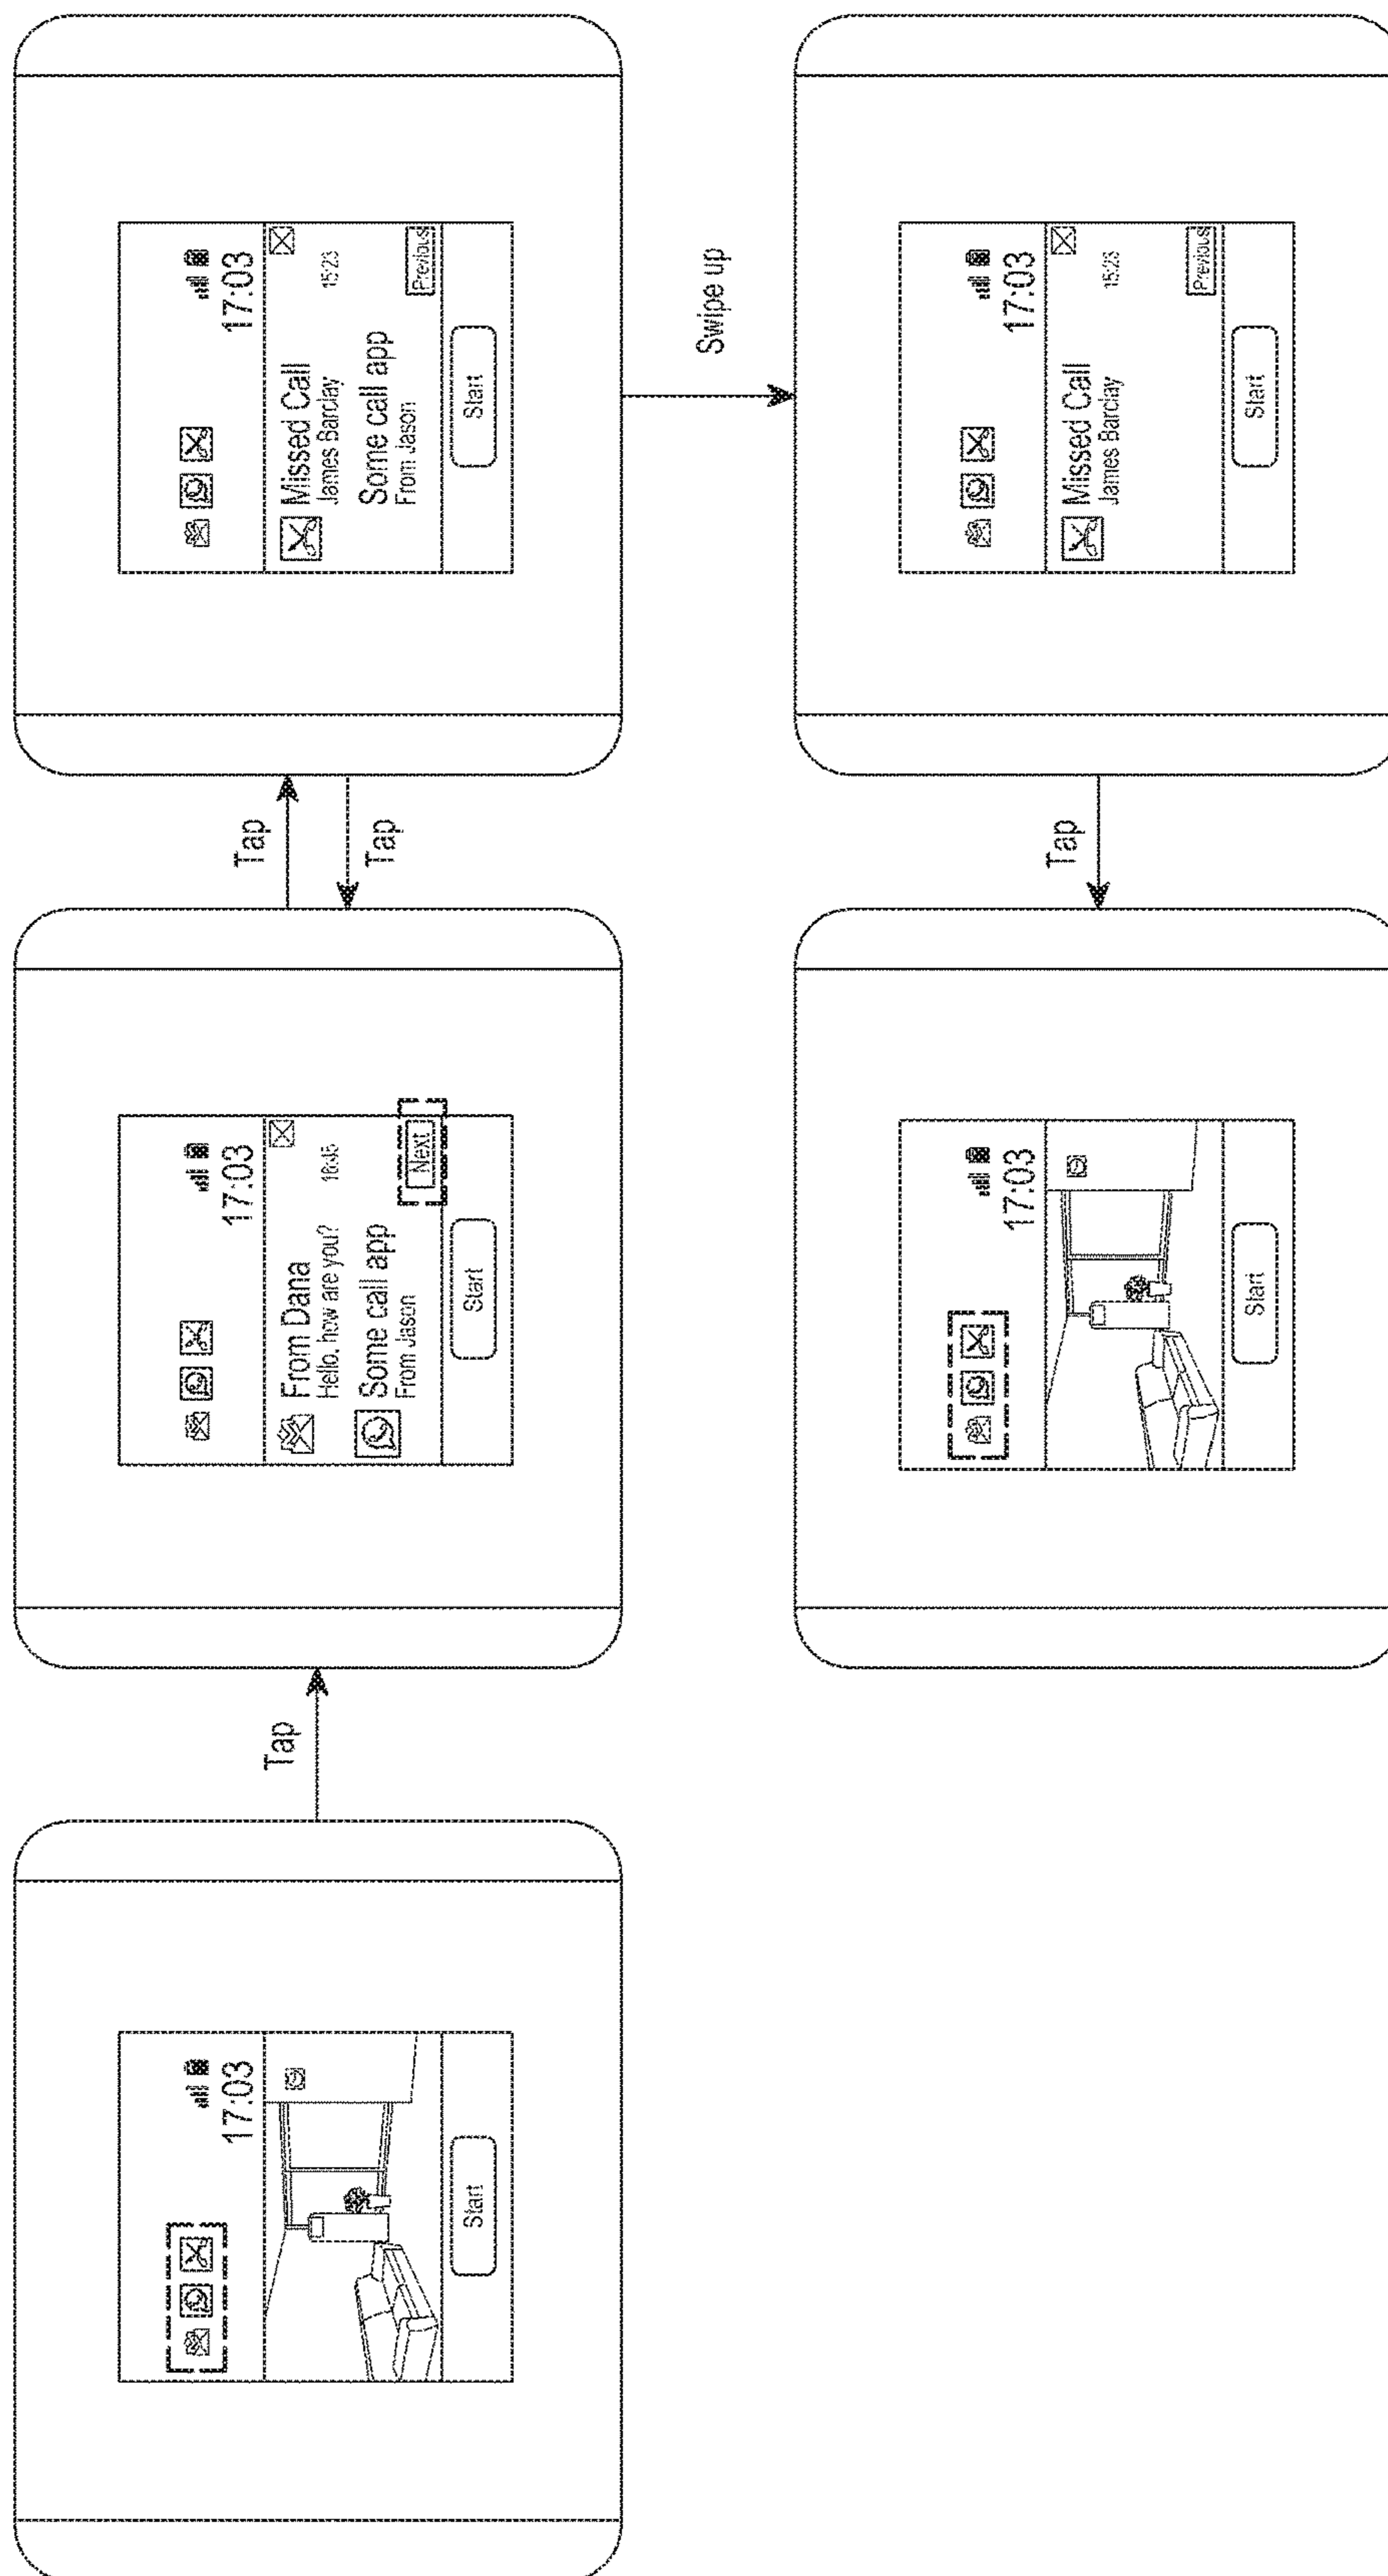 17:03
Start
Tap
17:03
From Dana
Hello, how are you?
Some call app
From Jason
Next
Start
Tap
Tap
17:03
Missed Call
James Barclay
15:23
Some call app
From Jason
Previous
Start
Swipe up
17:03
Missed Call
James Barclay
15:23
Previous
Start
Tap
17:03
Start